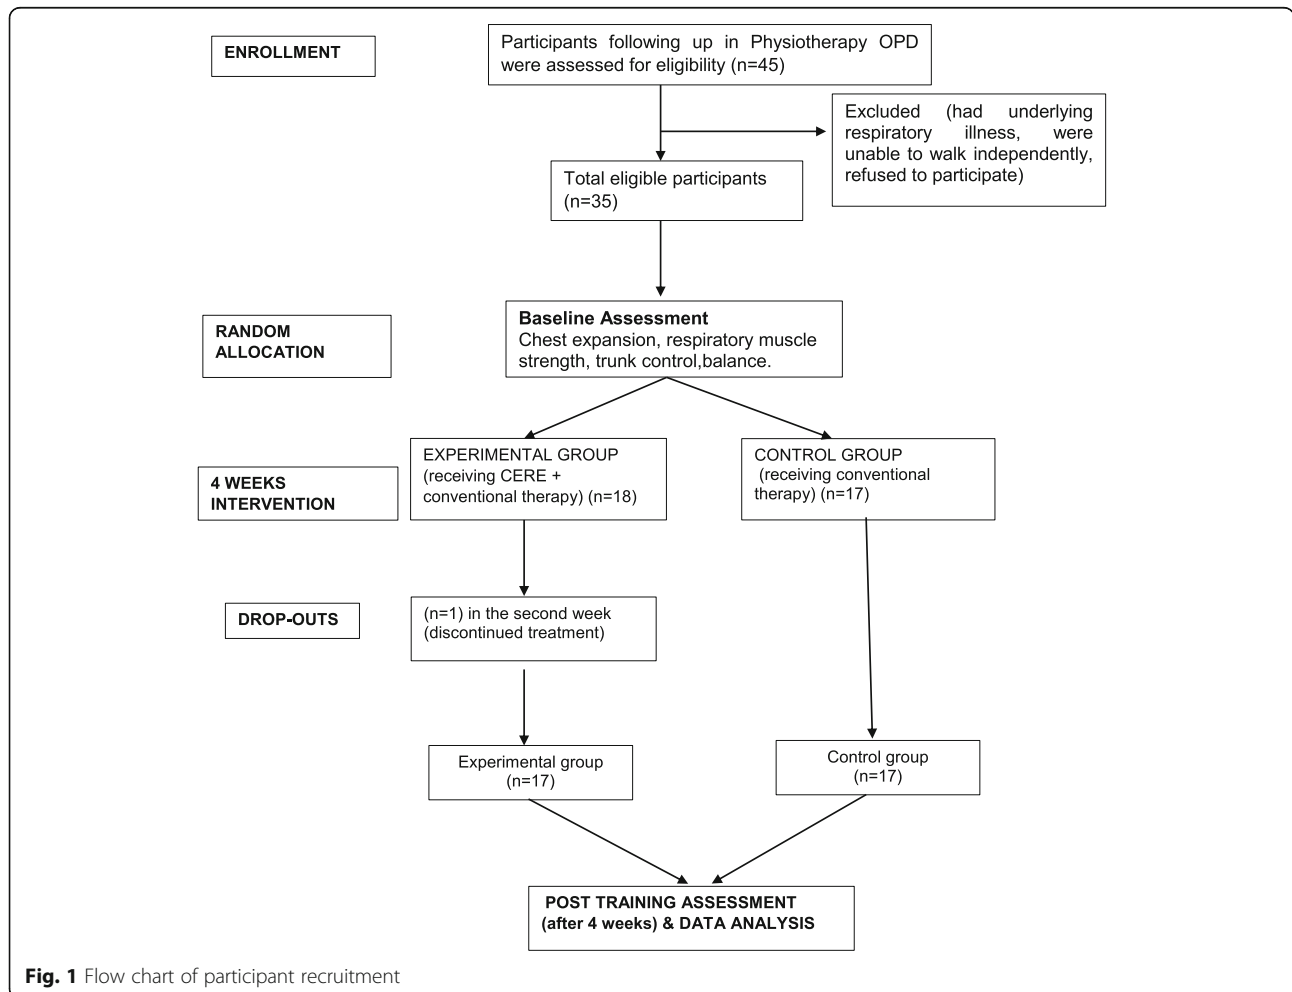 ENROLLMENT
Participants following up in Physiotherapy OPD
were assessed for eligibility (n=45)
Excluded (had underlying
respiratory illness, were
unable to walk independently,
refused to participate)
Total eligible participants
(n=35)
RANDOM
ALLOCATION
Baseline Assessment
Chest expansion, respiratory muscle
strength, trunk control,balance.
4 WEEKS
INTERVENTION
EXPERIMENTAL GROUP
(receiving CERE +
conventional therapy) (n=18)
CONTROL GROUP
(receiving conventional
therapy) (n=17)
DROP-OUTS
(n=1) in the second week
(discontinued treatment)
Experimental group
(n=17)
Control group
(n=17)
POST TRAINING ASSESSMENT
(after 4 weeks) & DATA ANALYSIS
Fig. 1 Flow chart of participant recruitment